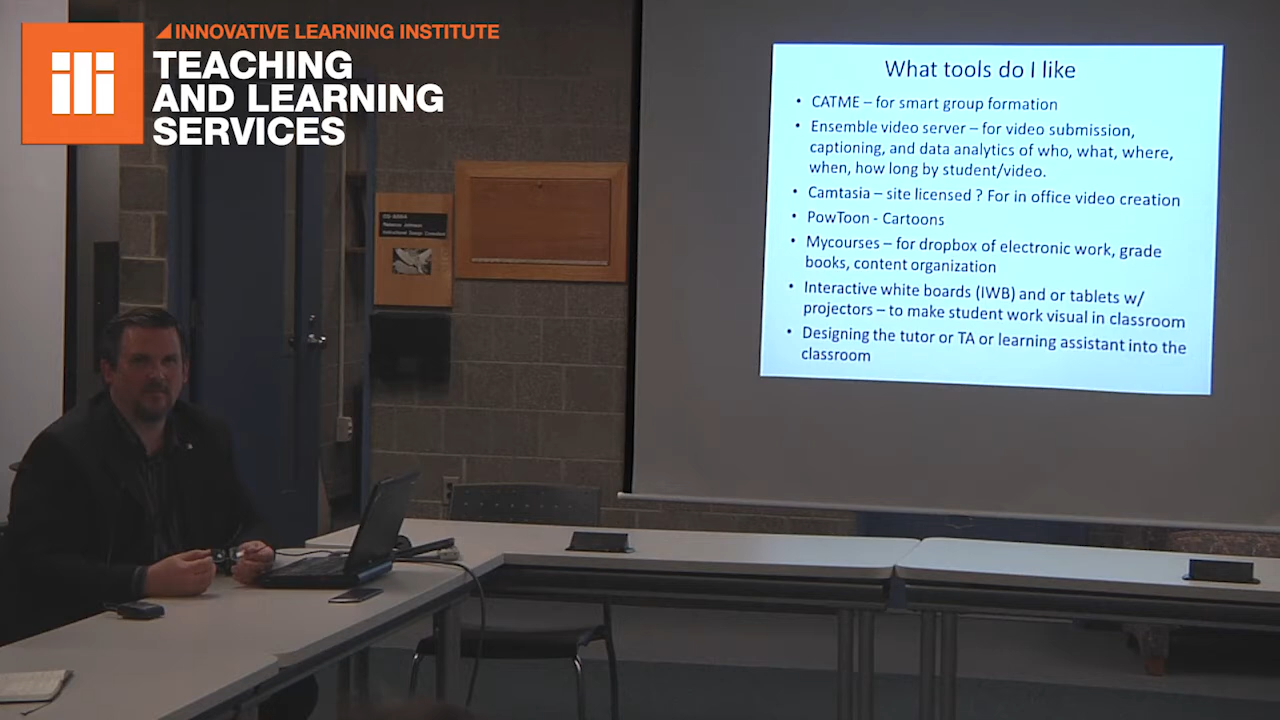 INNOVATIVE LEARNING INSTITUTE
ili
TEACHING
AND LEARNING
SERVICES
What tools do I like
• CATME – for smart group formation
• Ensemble video server – for video submission,
captioning, and data analytics of who, what, where,
when, how long by student/video.
• Camtasia – site licensed ? For in office video creation
• PowToon - Cartoons
• Mycourses – for dropbox of electronic work, grade
books, content organization
• Interactive white boards (IWB) and or tablets w/
projectors – to make student work visual in classroom
• Designing the tutor or TA or learning assistant into the
classroom